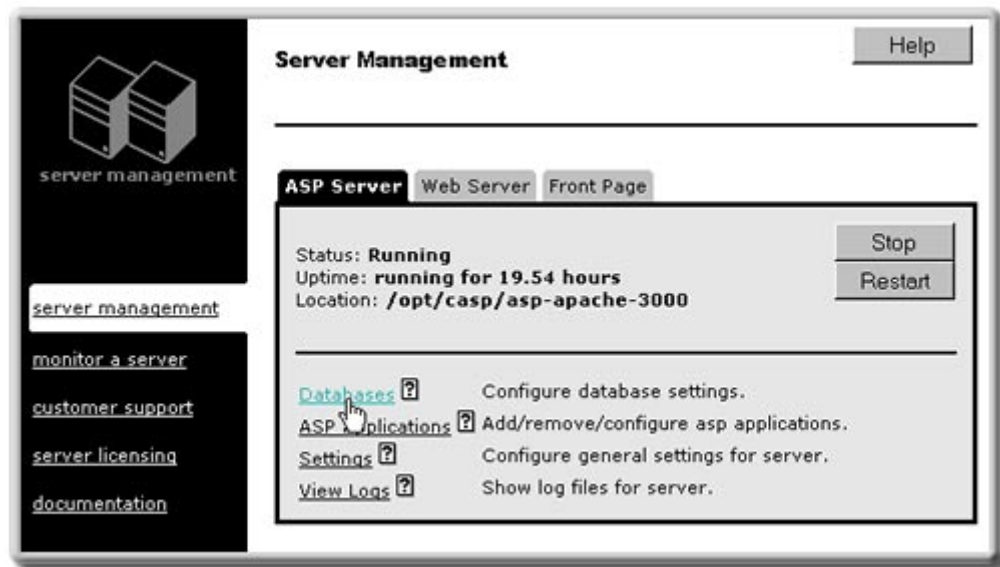 Server Management
Help
server management
ASP Server Web Server Front Page
Status: Running
Uptime: running for 19.54 hours
Location: /opt/casp/asp-apache-3000
Stop
Restart
server management
monitor a server
customer support
server licensing
documentation
Databases ? Configure database settings.
ASP Applications ? Add/remove/configure asp applications.
Settings ? Configure general settings for server.
View Logs ? Show log files for server.